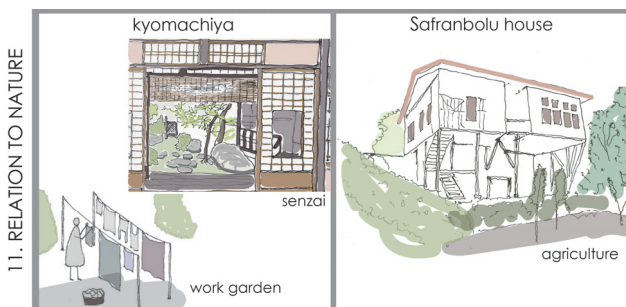 11. RELATION TO NATURE
kyomachiya
senzai
work garden
Safranbolu house
agriculture